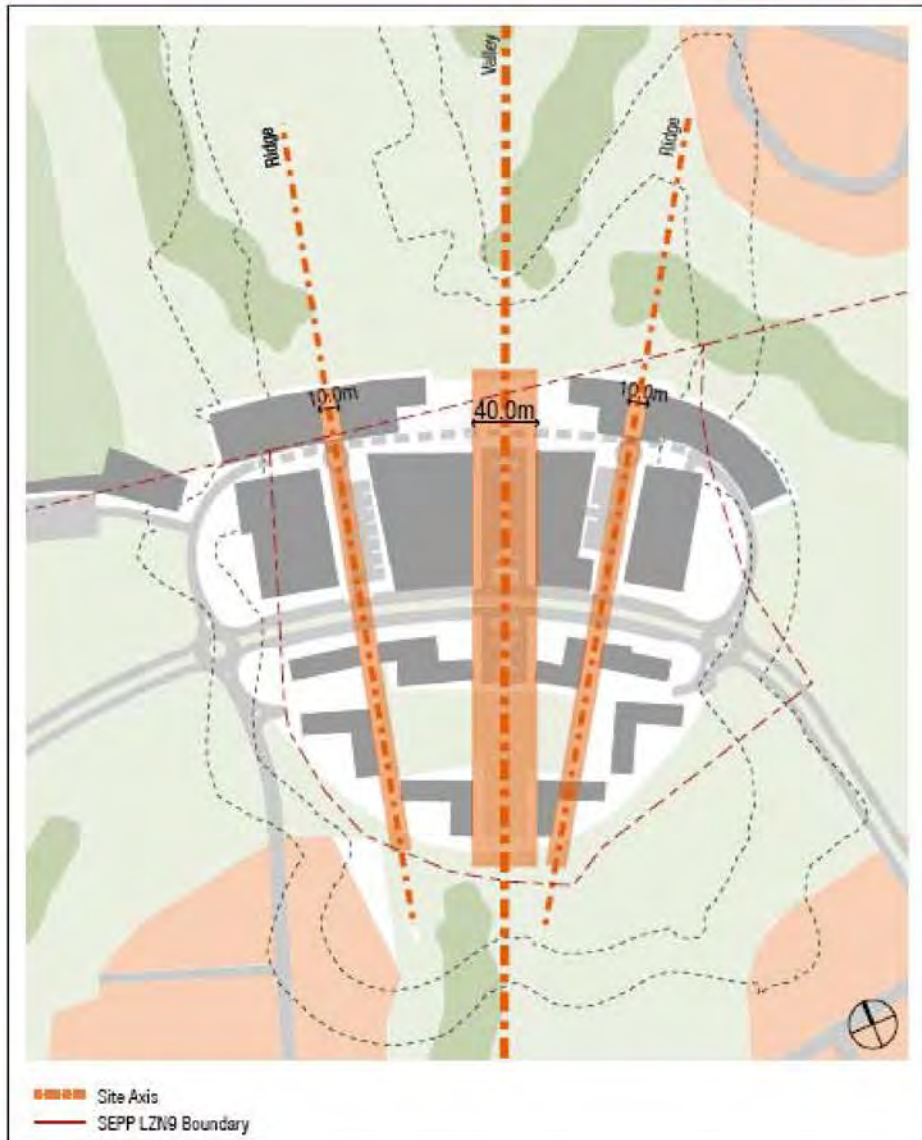 Valley
Ridge
Ridge
10.0m
40.0m
10.0m
Site Axis
SEPP LZN9 Boundary